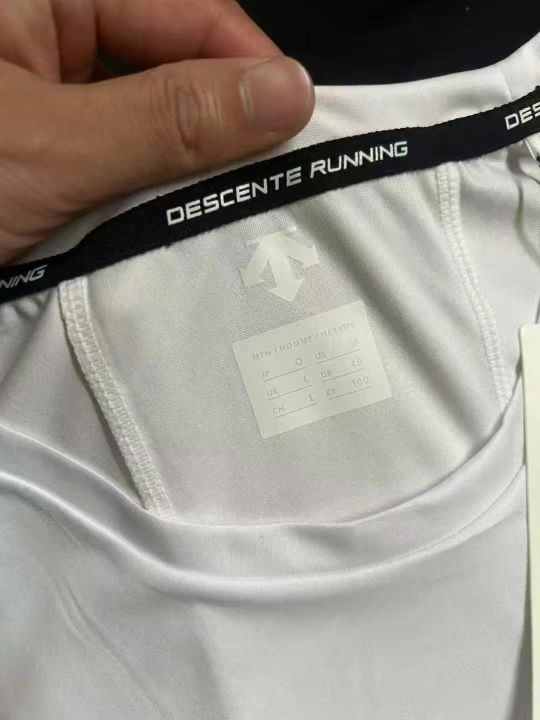 DES
DESCENTE RUNNING
NING
MEN / HOMME / HERREN
JP O US M
UK L DE 48
CN L KR 100